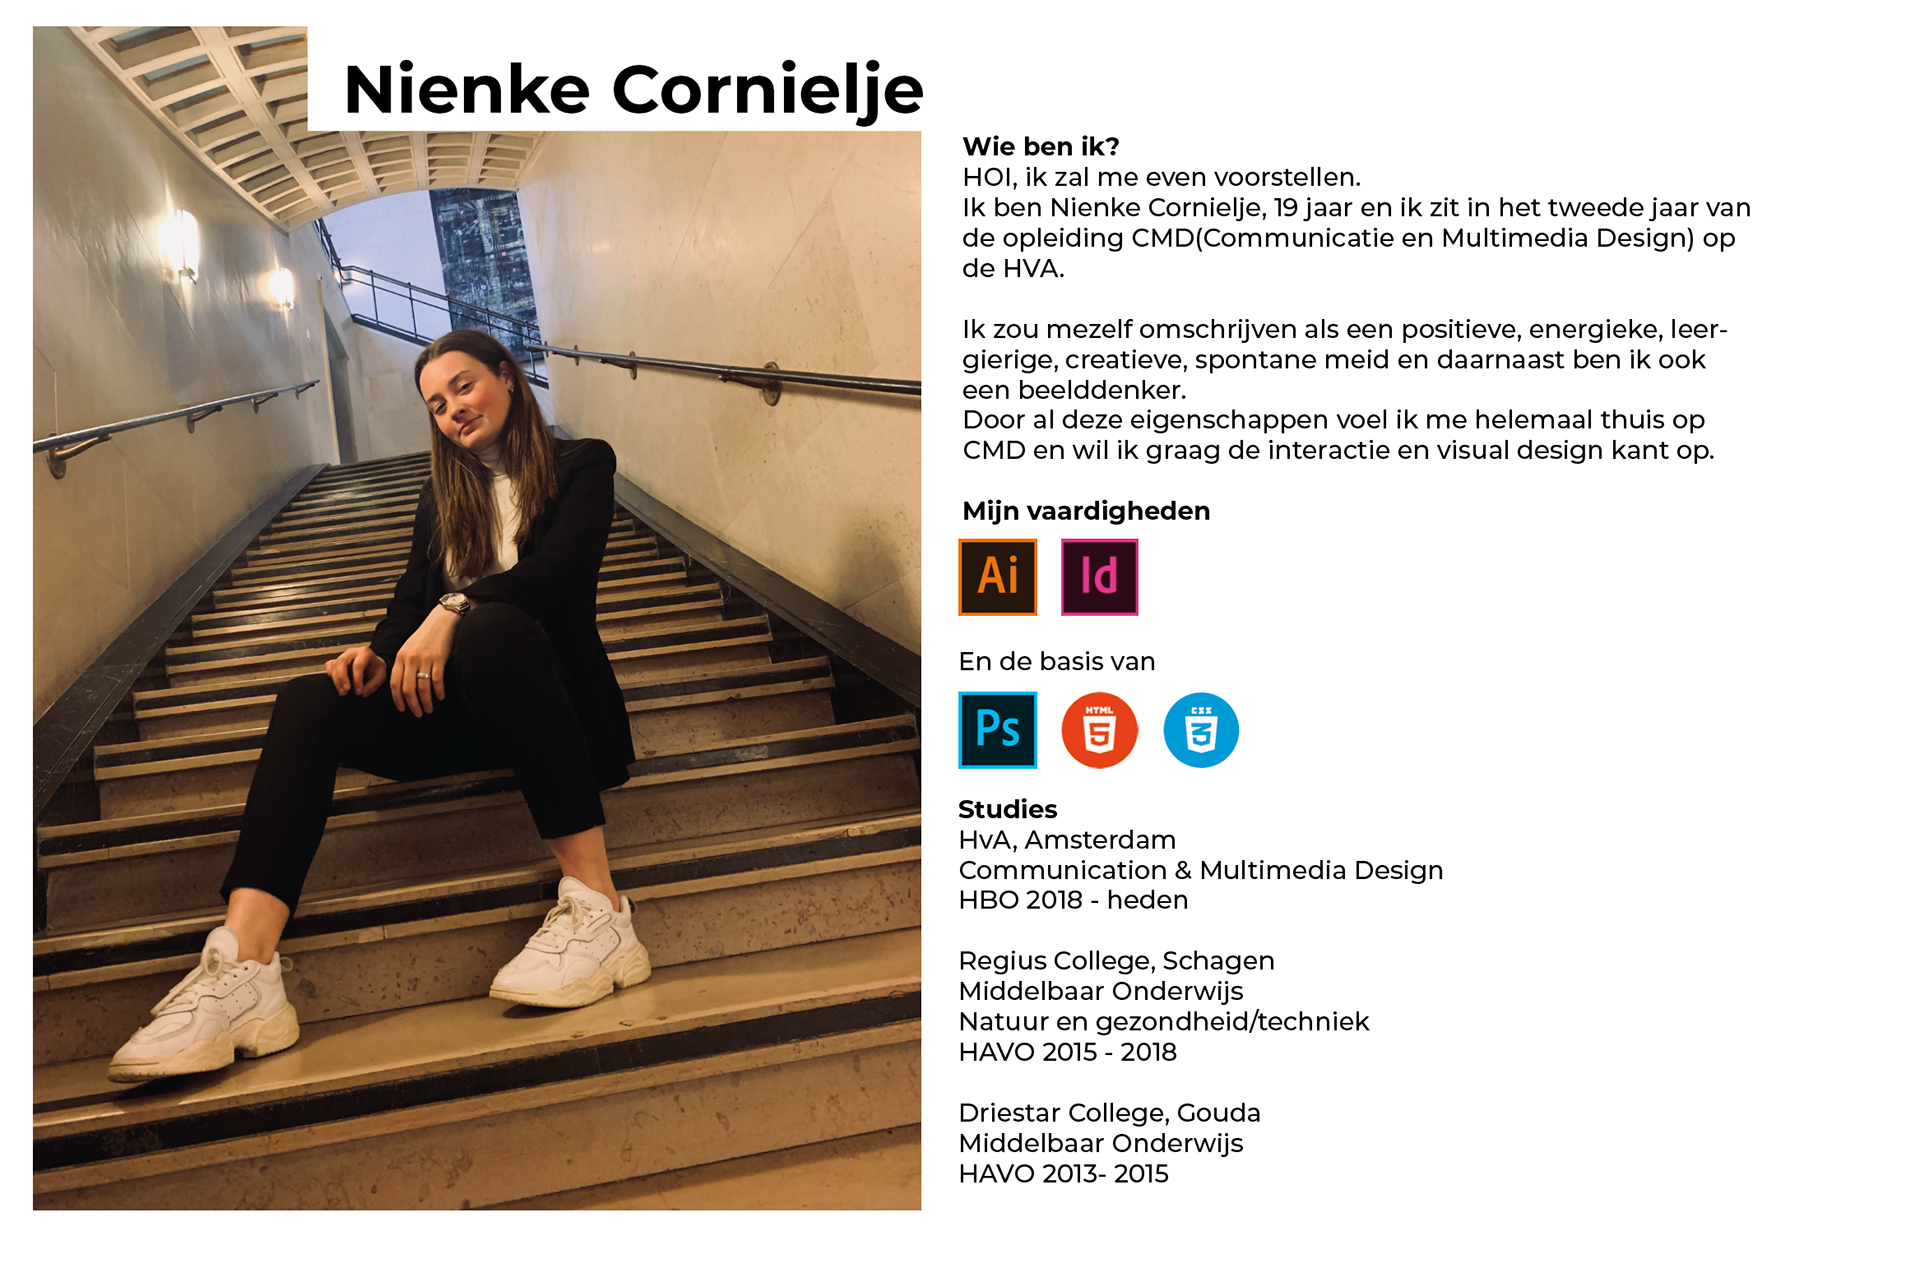 Nienke Cornielje
Wie ben ik?
HOI, ik zal me even voorstellen.
Ik ben Nienke Cornielje, 19 jaar en ik zit in het tweede jaar van
de opleiding CMD(Communicatie en Multimedia Design) op
de HVA.
Ik zou mezelf omschrijven als een positieve, energieke, leer-
gierige, creatieve, spontane meid en daarnaast ben ik ook
een beelddenker.
Door al deze eigenschappen voel ik me helemaal thuis op
CMD en wil ik graag de interactie en visual design kant op.
Mijn vaardigheden
Ai Id
En de basis van
Ps HTML 5 CSS 3
Studies
HvA, Amsterdam
Communication & Multimedia Design
HBO 2018 - heden
Regius College, Schagen
Middelbaar Onderwijs
Natuur en gezondheid/techniek
HAVO 2015 - 2018
Driestar College, Gouda
Middelbaar Onderwijs
HAVO 2013- 2015